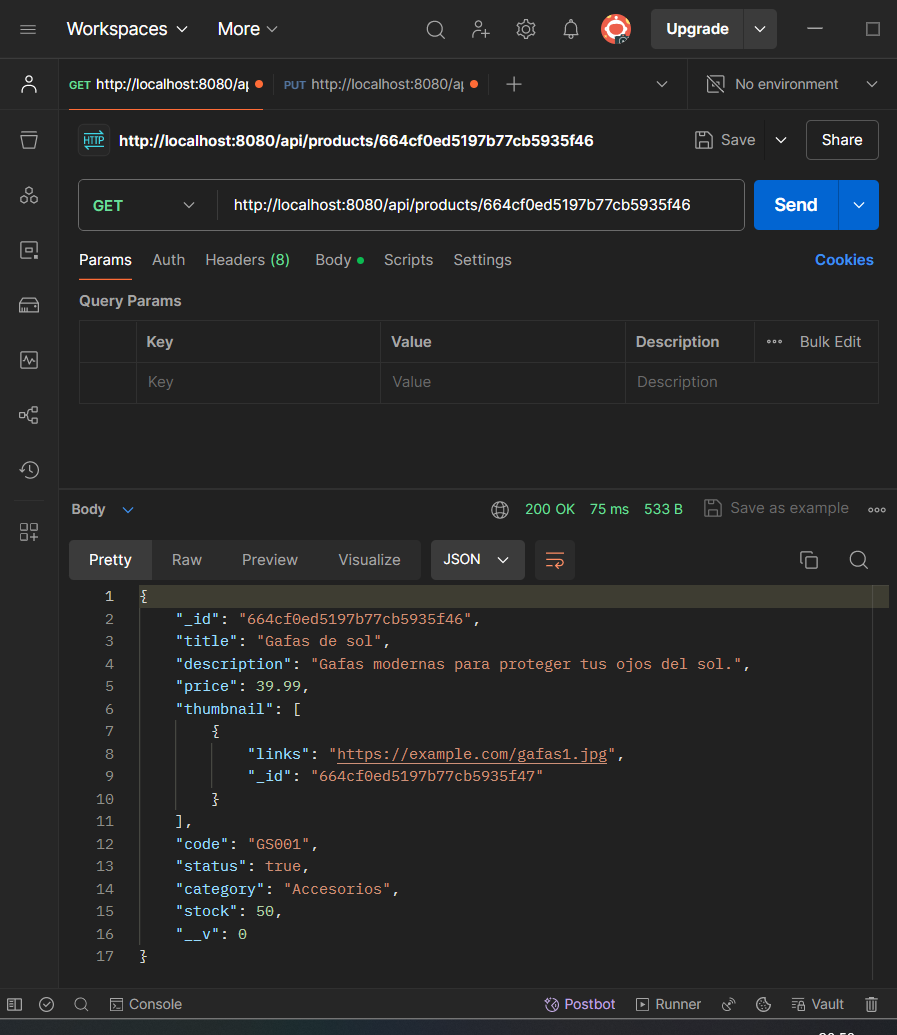 Workspaces More Upgrade
GET http://localhost:8080/ap PUT http://localhost:8080/ap No environment
HTTP http://localhost:8080/api/products/664cf0ed5197b77cb5935f46 Save Share
GET http://localhost:8080/api/products/664cf0ed5197b77cb5935f46 Send
Params Auth Headers (8) Body Scripts Settings Cookies
Query Params
Key Value Description Bulk Edit
Key Value Description
Body 200 OK 75 ms 533 B Save as example
Pretty Raw Preview Visualize JSON
1 {
2 "_id": "664cf0ed5197b77cb5935f46",
3 "title": "Gafas de sol",
4 "description": "Gafas modernas para proteger tus ojos del sol.",
5 "price": 39.99,
6 "thumbnail": [
7 {
8 "links": "https://example.com/gafas1.jpg",
9 "_id": "664cf0ed5197b77cb5935f47"
10 }
11 ],
12 "code": "GS001",
13 "status": true,
14 "category": "Accesorios",
15 "stock": 50,
16 "__v": 0
17 }
Console Postbot Runner Vault